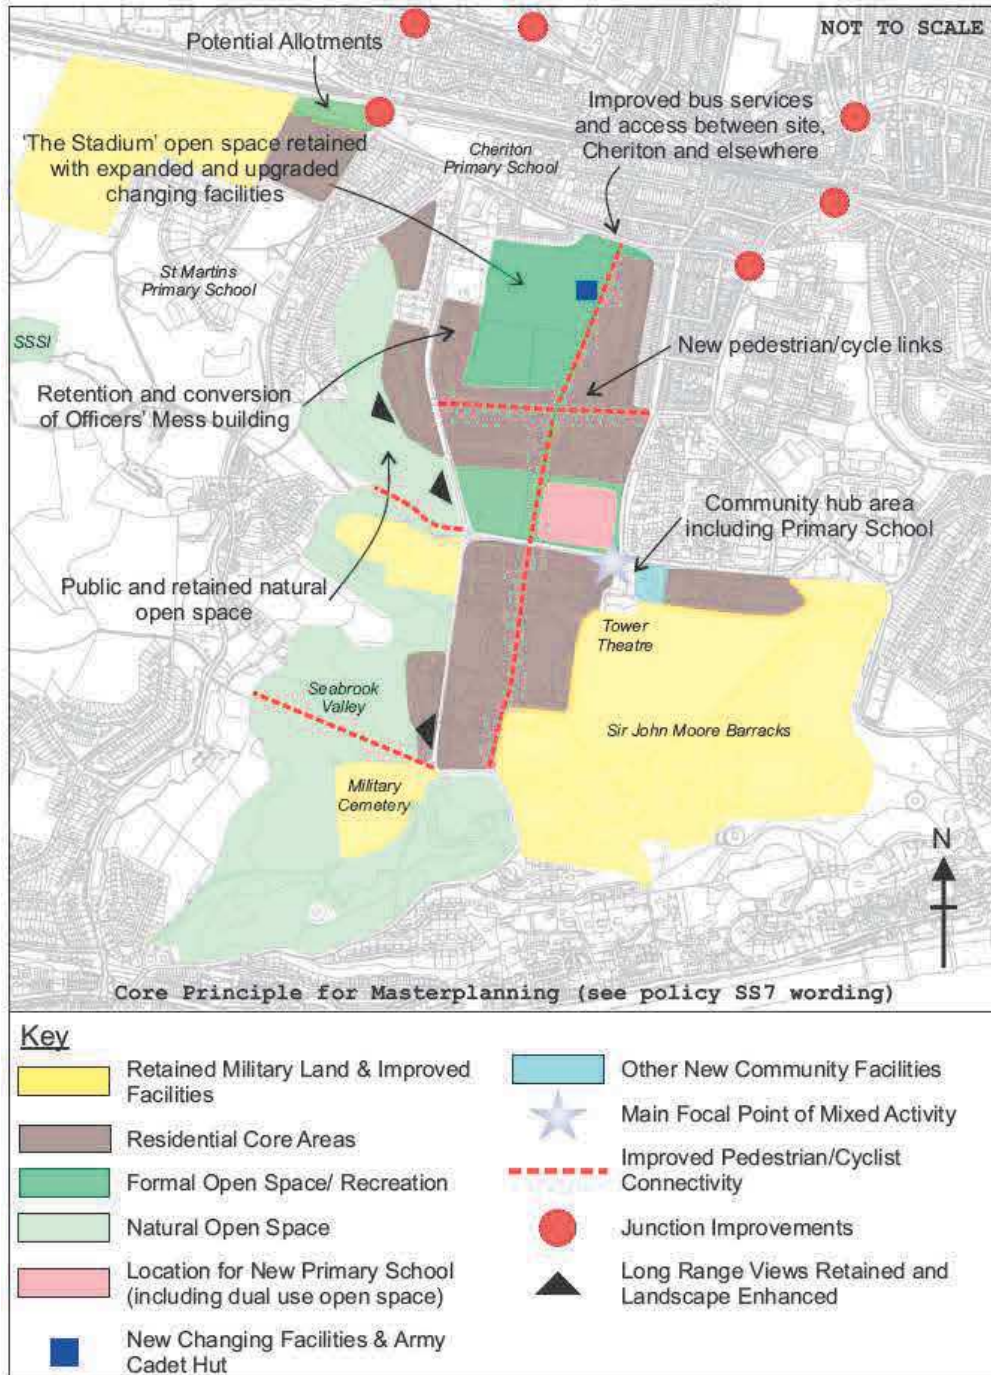 NOT TO SCALE
Potential Allotments
Improved bus services
and access between site,
Cheriton and elsewhere
'The Stadium' open space retained
with expanded and upgraded
changing facilities
Cheriton
Primary School
St Martins
Primary School
SSSI
New pedestrian/cycle links
Retention and conversion
of Officers' Mess building
Community hub area
including Primary School
Public and retained natural
open space
Tower
Theatre
Seabrook
Valley
Sir John Moore Barracks
Military
Cemetery
N
Core Principle for Masterplanning (see policy SS7 wording)
Key
Retained Military Land & Improved
Facilities
Residential Core Areas
Formal Open Space/ Recreation
Natural Open Space
Location for New Primary School
(including dual use open space)
New Changing Facilities & Army
Cadet Hut
Other New Community Facilities
Main Focal Point of Mixed Activity
Improved Pedestrian/Cyclist
Connectivity
Junction Improvements
Long Range Views Retained and
Landscape Enhanced